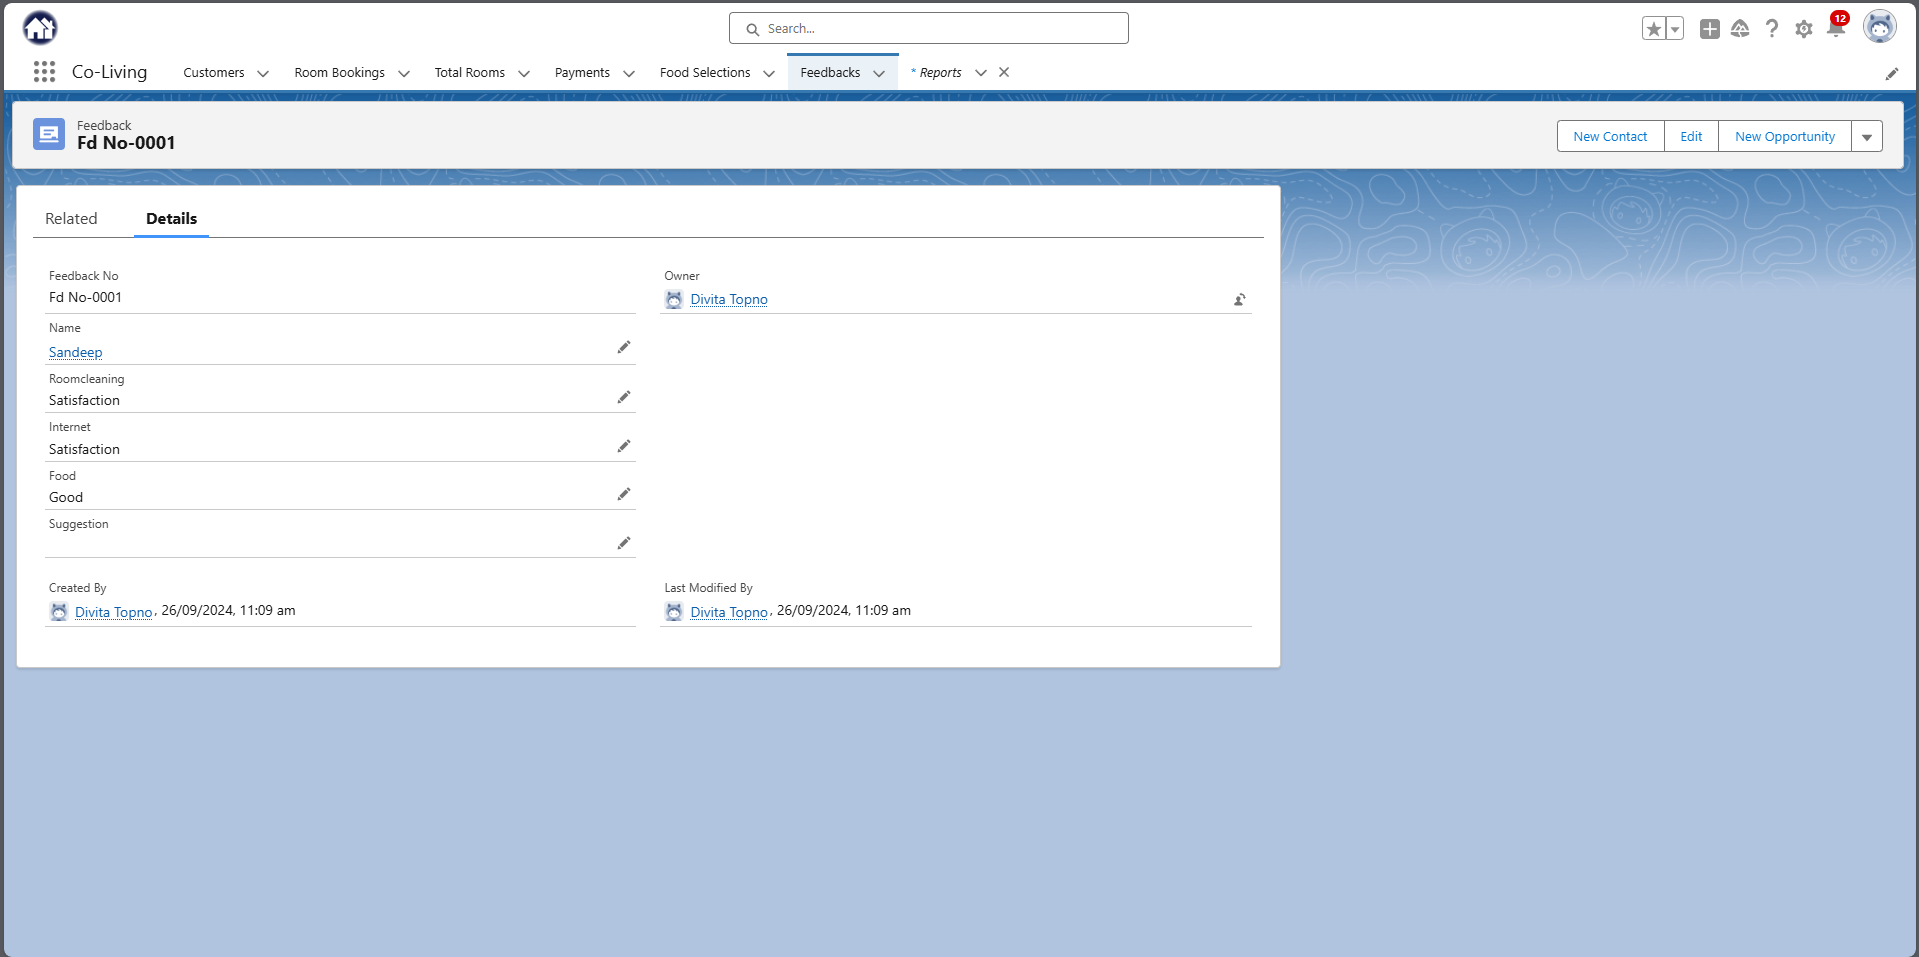 Search...
12
Co-Living
Customers
Room Bookings
Total Rooms
Payments
Food Selections
Feedbacks
* Reports
Feedback
Fd No-0001
New Contact
Edit
New Opportunity
Related
Details
Feedback No
Fd No-0001
Owner
Divita Topno
Name
Sandeep
Roomcleaning
Satisfaction
Internet
Satisfaction
Food
Good
Suggestion
Created By
Divita Topno, 26/09/2024, 11:09 am
Last Modified By
Divita Topno, 26/09/2024, 11:09 am